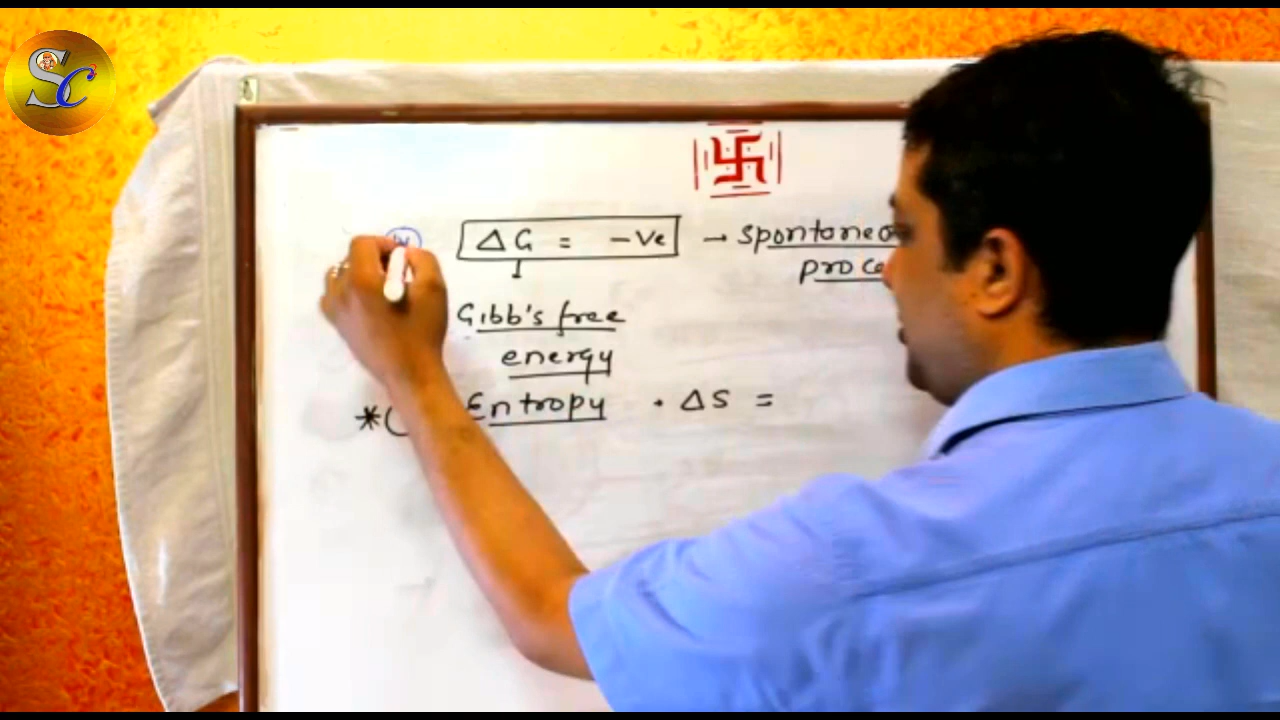 SC
ΔG = -Ve → spontaneo
proce
Gibb's free
energy
*( Entropy . ΔS =